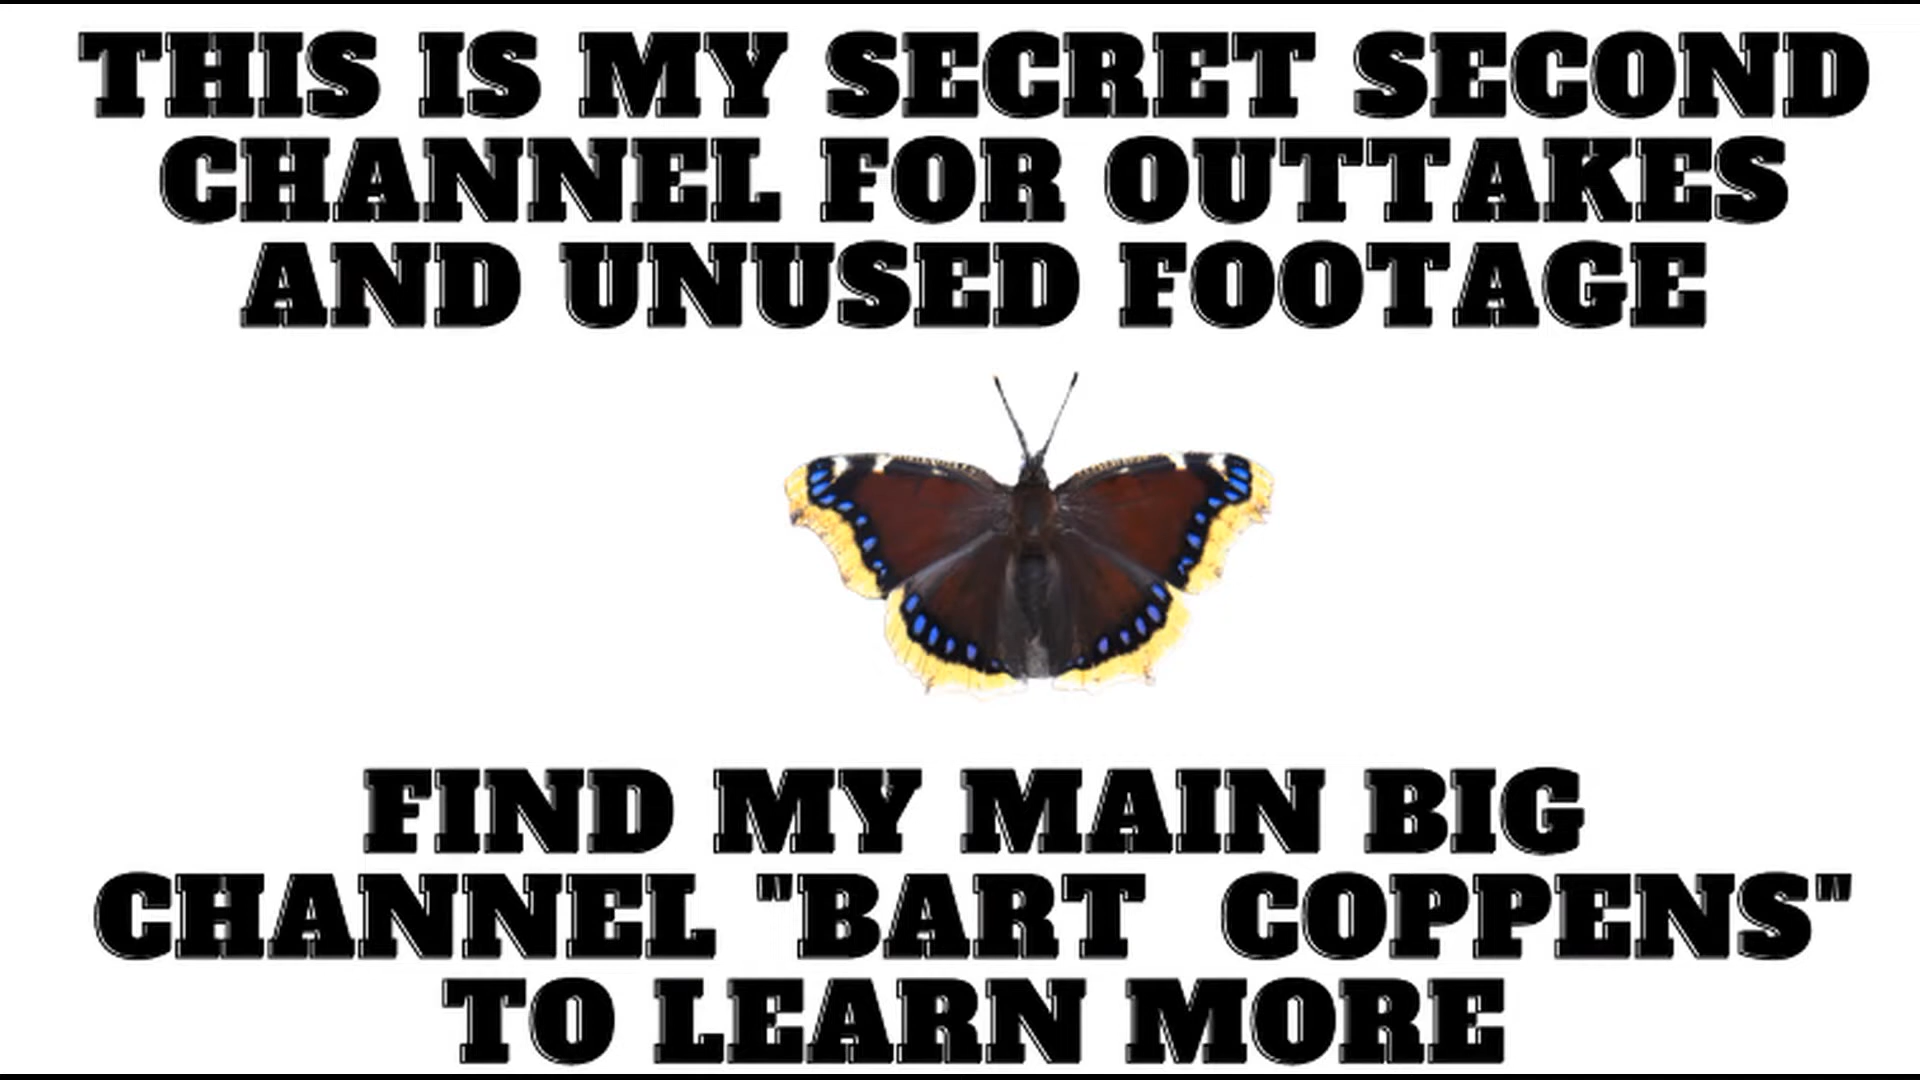 THIS IS MY SECRET SECOND
CHANNEL FOR OUTTAKES
AND UNUSED FOOTAGE
FIND MY MAIN BIG
CHANNEL "BART COPPENS"
TO LEARN MORE